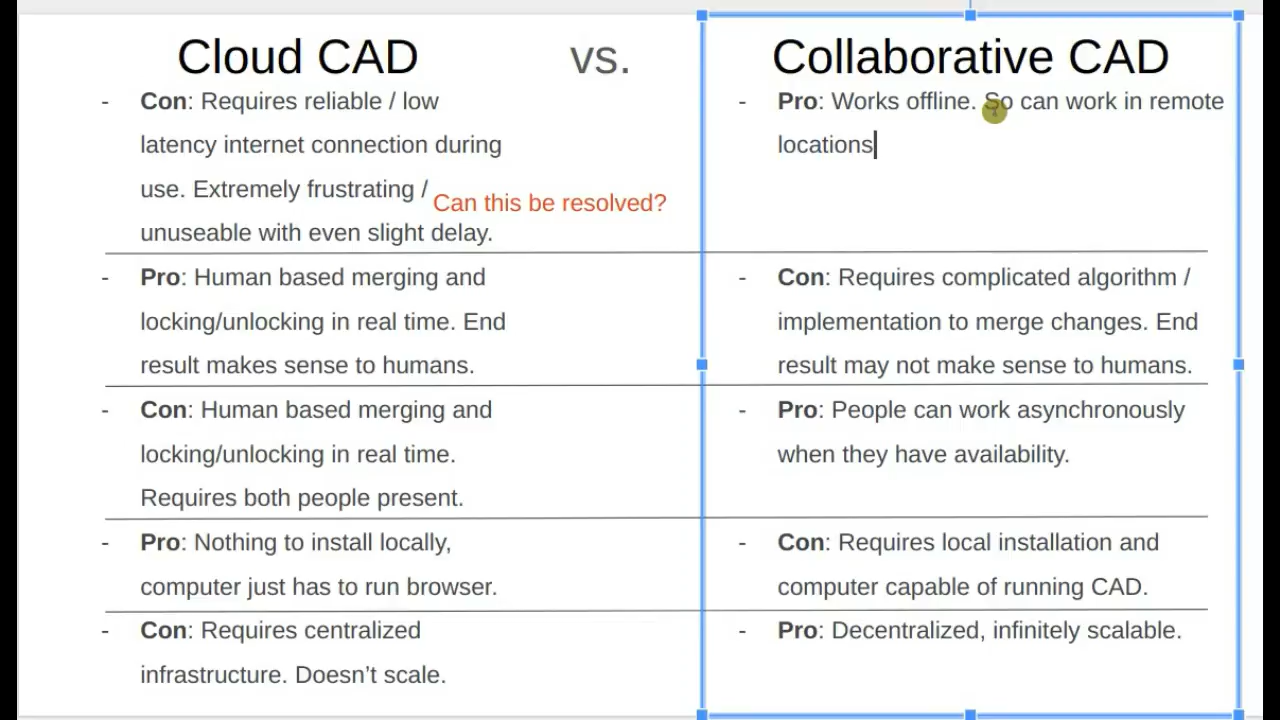 Cloud CAD vs. Collaborative CAD
- Con: Requires reliable / low
latency internet connection during
use. Extremely frustrating /
unuseable with even slight delay.
Can this be resolved?
- Pro: Works offline. So can work in remote
locations
- Pro: Human based merging and
locking/unlocking in real time. End
result makes sense to humans.
- Con: Requires complicated algorithm /
implementation to merge changes. End
result may not make sense to humans.
- Con: Human based merging and
locking/unlocking in real time.
Requires both people present.
- Pro: People can work asynchronously
when they have availability.
- Pro: Nothing to install locally,
computer just has to run browser.
- Con: Requires local installation and
computer capable of running CAD.
- Con: Requires centralized
infrastructure. Doesn’t scale.
- Pro: Decentralized, infinitely scalable.